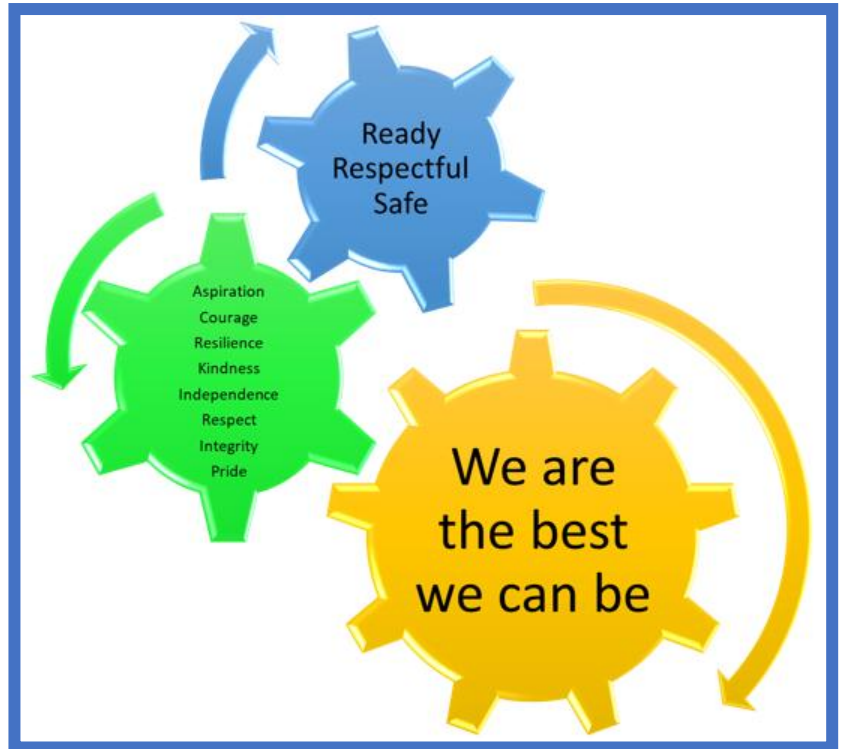 Ready
Respectful
Safe
Aspiration
Courage
Resilience
Kindness
Independence
Respect
Integrity
Pride
We are
the best
we can be